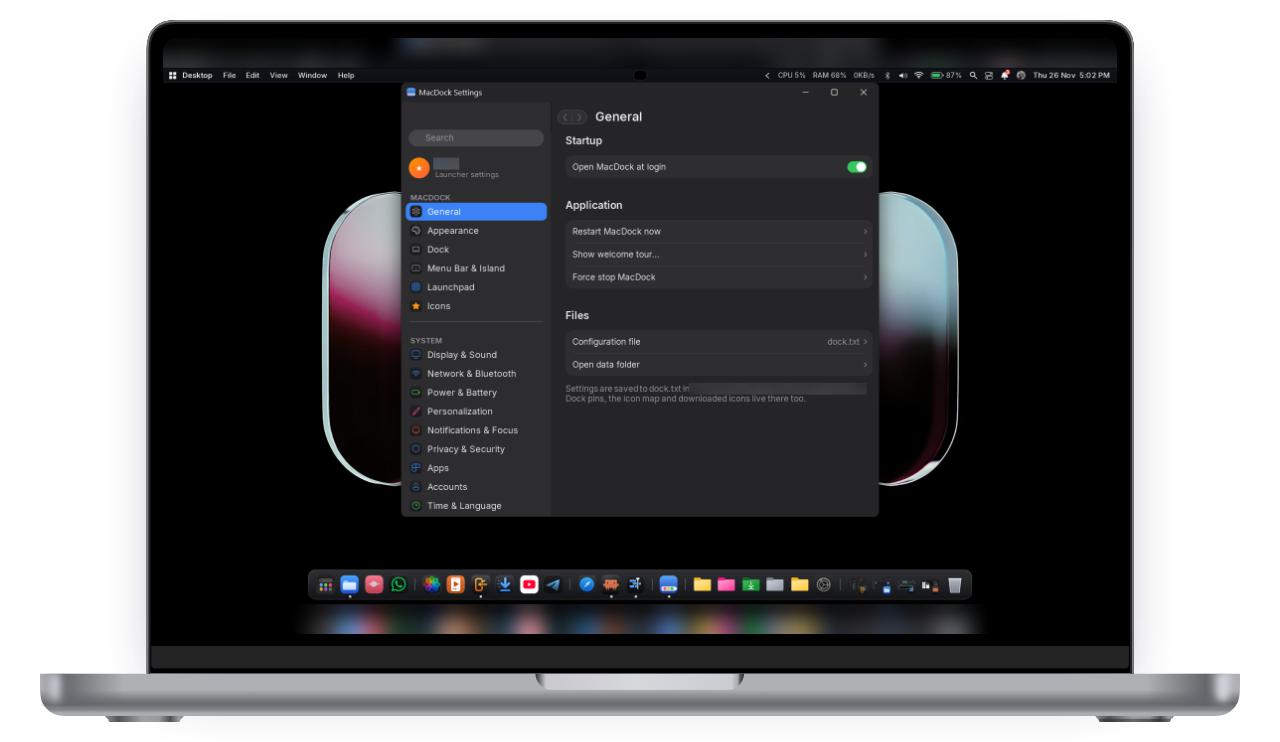 Desktop File Edit View Window Help
CPU 5% RAM 68% 0KB/s 87% Thu 26 Nov 5:02 PM
MacDock Settings
Search
Launcher settings
MACDOCK
General
Appearance
Dock
Menu Bar & Island
Launchpad
Icons
SYSTEM
Display & Sound
Network & Bluetooth
Power & Battery
Personalization
Notifications & Focus
Privacy & Security
Apps
Accounts
Time & Language
General
Startup
Open MacDock at login
Application
Restart MacDock now
Show welcome tour...
Force stop MacDock
Files
Configuration file dock.txt
Open data folder
Settings are saved to dock.txt in
Dock pins, the icon map and downloaded icons live there too.